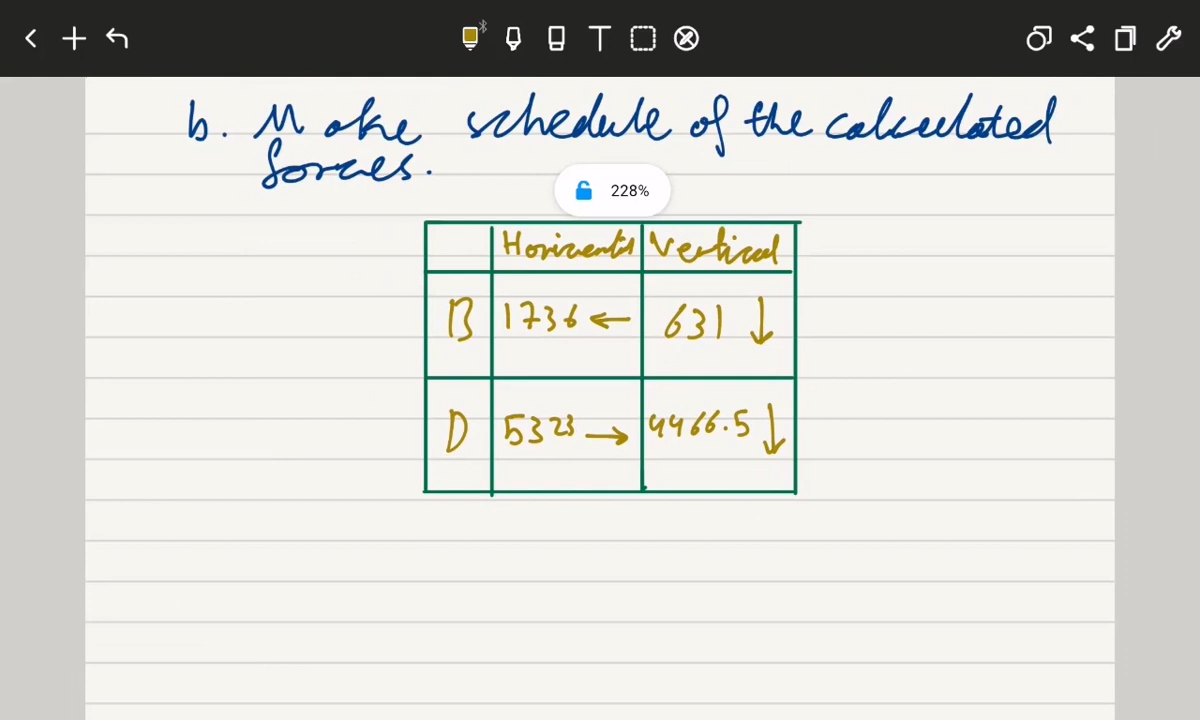 b. Make schedule of the calculated
forces.
228%
Horizontal Vertical
B 1736 ← 631 ↓
D 5323 → 4466.5 ↓